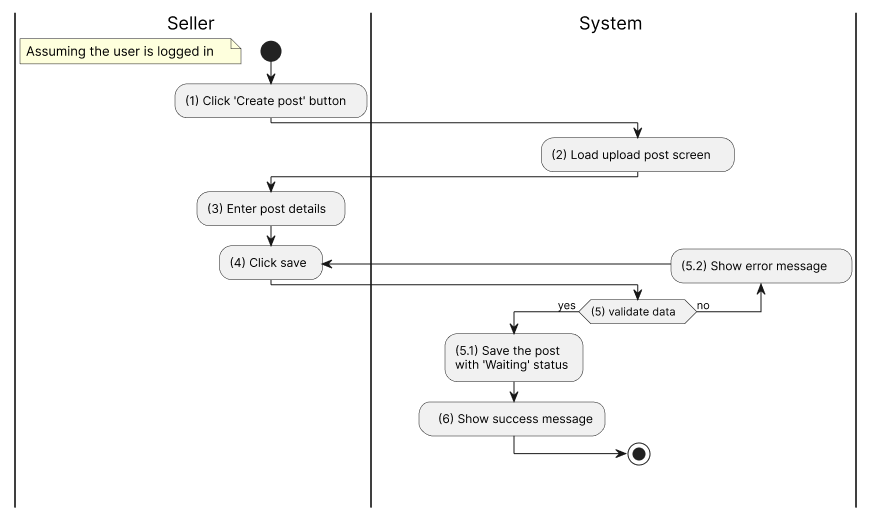 Seller
System
Assuming the user is logged in
(1) Click 'Create post' button
(2) Load upload post screen
(3) Enter post details
(4) Click save
(5.2) Show error message
yes
(5) validate data
no
(5.1) Save the post
with 'Waiting' status
(6) Show success message